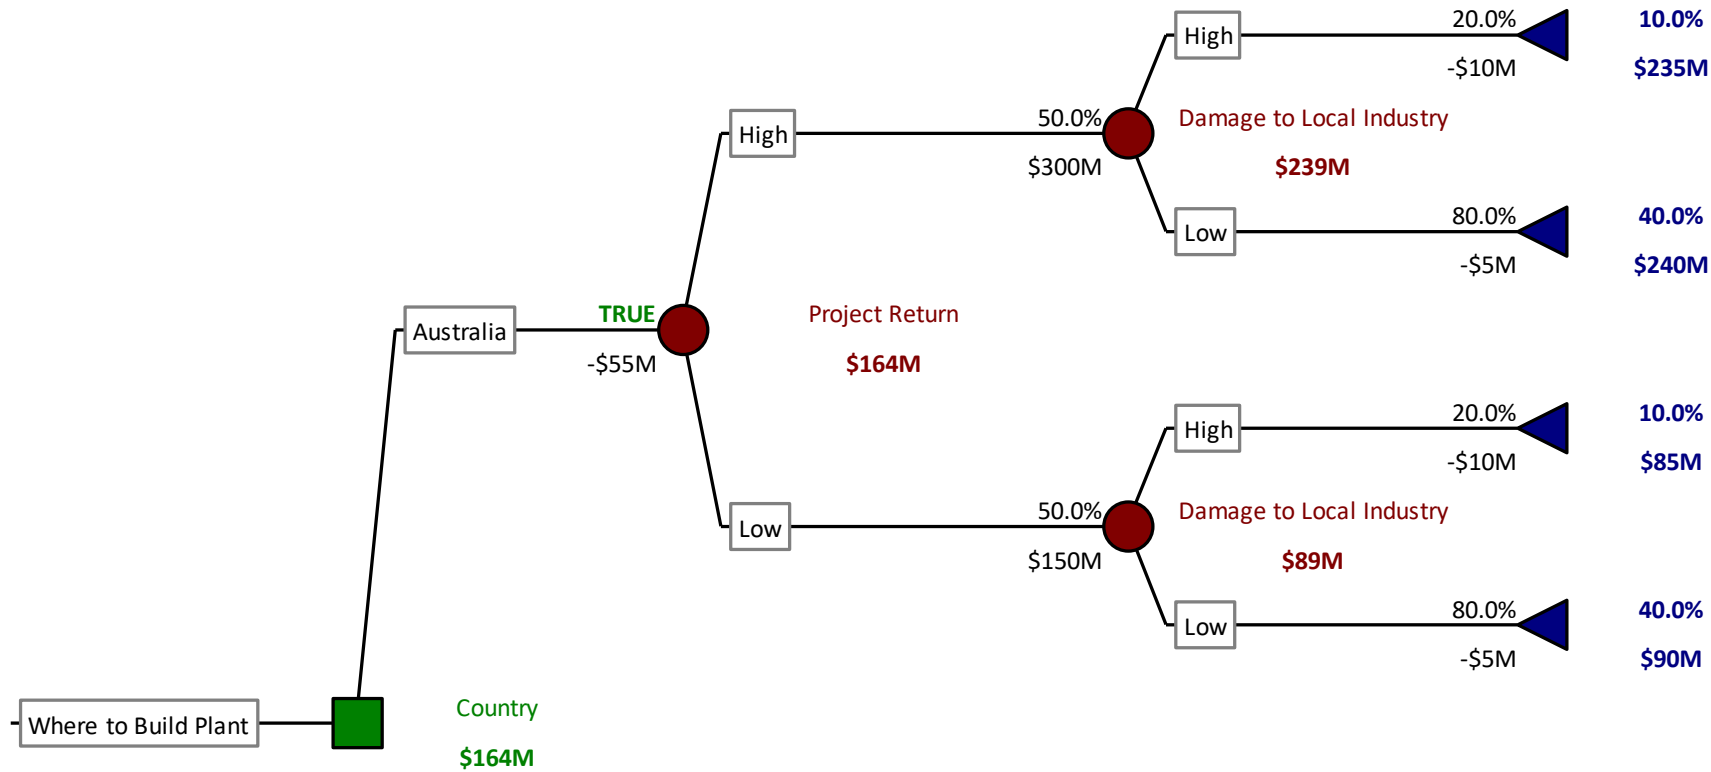 20.0%
10.0%
High
-$10M
$235M
50.0%
Damage to Local Industry
High
$300M
$239M
80.0%
40.0%
Low
-$5M
$240M
TRUE
Project Return
Australia
-$55M
$164M
20.0%
10.0%
High
-$10M
$85M
50.0%
Damage to Local Industry
Low
$150M
$89M
80.0%
40.0%
Low
-$5M
$90M
Country
Where to Build Plant
$164M